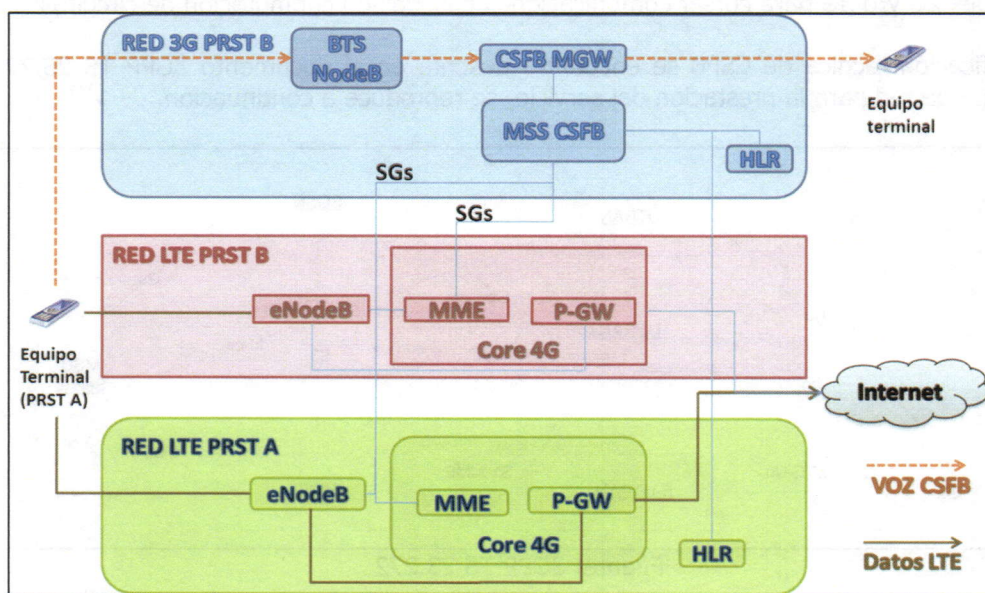 RED 3G PRST B
BTS
NodeB
CSFB MGW
MSS CSFB
HLR
Equipo
terminal
SGs
SGs
RED LTE PRST B
eNodeB
MME
P-GW
Core 4G
Equipo
Terminal
(PRST A)
Internet
RED LTE PRST A
eNodeB
MME
P-GW
Core 4G
HLR
VOZ CSFB
Datos LTE